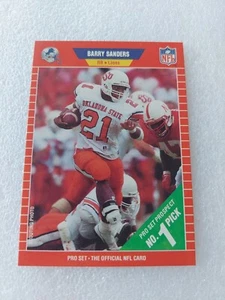 BARRY SANDERS
RB • Lions
NFL
OKLAHOMA STATE
21
PRO SET PROSPECT
NO. 1
PICK
PRO SET • THE OFFICIAL NFL CARD